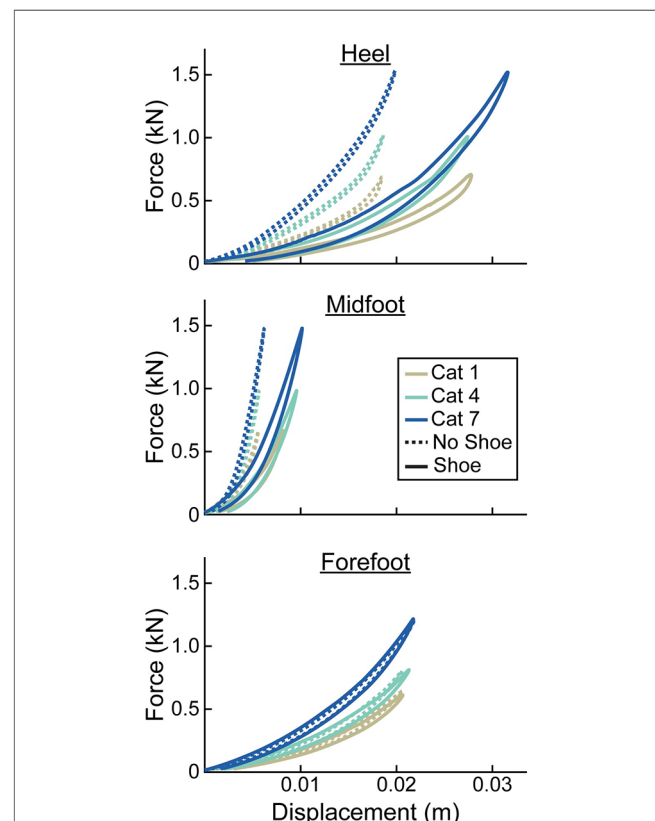 Heel
1.5
1.0
0.5
0
Force (kN)
Midfoot
1.5
1.0
0.5
0
Force (kN)
Cat 1
Cat 4
Cat 7
No Shoe
Shoe
Forefoot
1.5
1.0
0.5
0
Force (kN)
0.01 0.02 0.03
Displacement (m)